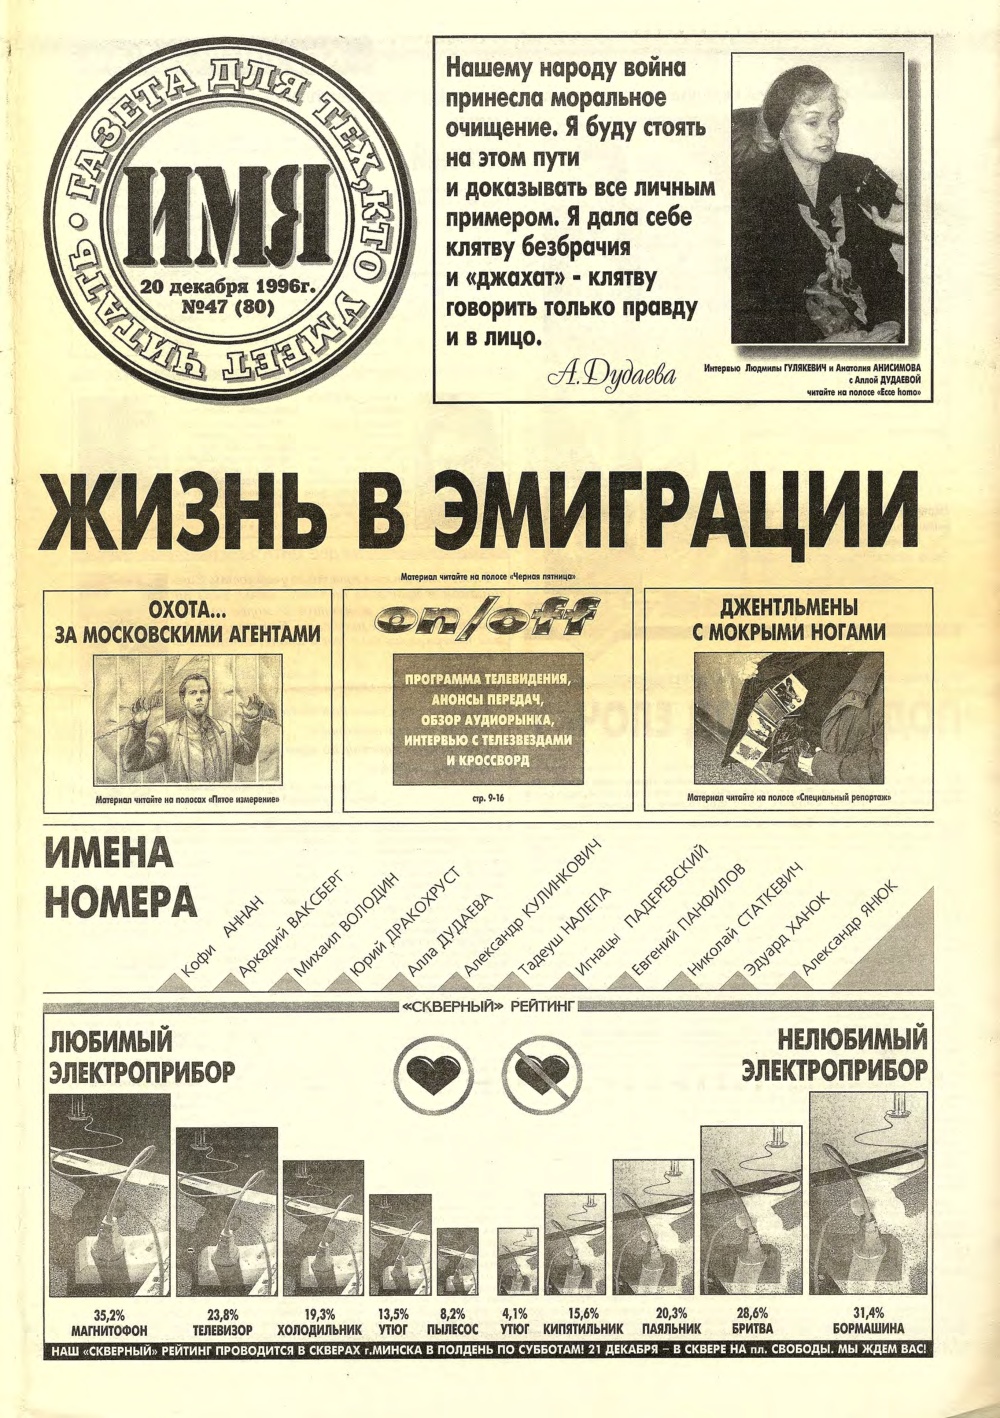 ГАЗЕТА ДЛЯ ТЕХ, КТО УМЕЕТ ЧИТАТЬ •
ИМЯ
20 декабря 1996г.
№47 (80)
Нашему народу война
принесла моральное
очищение. Я буду стоять
на этом пути
и доказывать все личным
примером. Я дала себе
клятву безбрачия
и «джахат» - клятву
говорить только правду
и в лицо.
А.Дудаева
Интервью Людмилы ГУЛЯКЕВИЧ и Анатолия АНИСИМОВА
с Аллой ДУДАЕВОЙ
читайте на полосе «Ecce homo»
ЖИЗНЬ В ЭМИГРАЦИИ
Материал читайте на полосе «Черная пятница»
ОХОТА...
ЗА МОСКОВСКИМИ АГЕНТАМИ
Материал читайте на полосах «Пятое измерение»
on/off
ПРОГРАММА ТЕЛЕВИДЕНИЯ,
АНОНСЫ ПЕРЕДАЧ,
ОБЗОР АУДИОРЫНКА,
ИНТЕРВЬЮ С ТЕЛЕЗВЕЗДАМИ
И КРОССВОРД
стр. 9-16
ДЖЕНТЛЬМЕНЫ
С МОКРЫМИ НОГАМИ
Материал читайте на полосе «Специальный репортаж»
ИМЕНА
НОМЕРА
Кофи АННАН
Аркадий ВАКСБЕРГ
Михаил ВОЛОДИН
Юрий ДРАКОХРУСТ
Алла ДУДАЕВА
Александр КУЛИНКОВИЧ
Тадеуш НАЛЕПА
Игнацы ПАДЕРЕВСКИЙ
Евгений ПАНФИЛОВ
Николай СТАТКЕВИЧ
Эдуард ХАНОК
Александр ЯНЮК
«СКВЕРНЫЙ» РЕЙТИНГ
ЛЮБИМЫЙ
ЭЛЕКТРОПРИБОР
НЕЛЮБИМЫЙ
ЭЛЕКТРОПРИБОР
35,2%
МАГНИТОФОН
23,8%
ТЕЛЕВИЗОР
19,3%
ХОЛОДИЛЬНИК
13,5%
УТЮГ
8,2%
ПЫЛЕСОС
4,1%
УТЮГ
15,6%
КИПЯТИЛЬНИК
20,3%
ПАЯЛЬНИК
28,6%
БРИТВА
31,4%
БОРМАШИНА
НАШ «СКВЕРНЫЙ» РЕЙТИНГ ПРОВОДИТСЯ В СКВЕРАХ г.МИНСКА В ПОЛДЕНЬ ПО СУББОТАМ! 21 ДЕКАБРЯ – В СКВЕРЕ НА пл. СВОБОДЫ. МЫ ЖДЕМ ВАС!